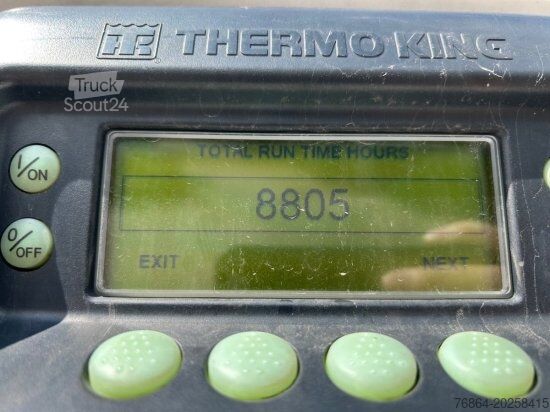 THERMO KING
Truck
Scout24
TOTAL RUN TIME HOURS
I/ON
8805
O/OFF
EXIT NEXT
76864-20258415